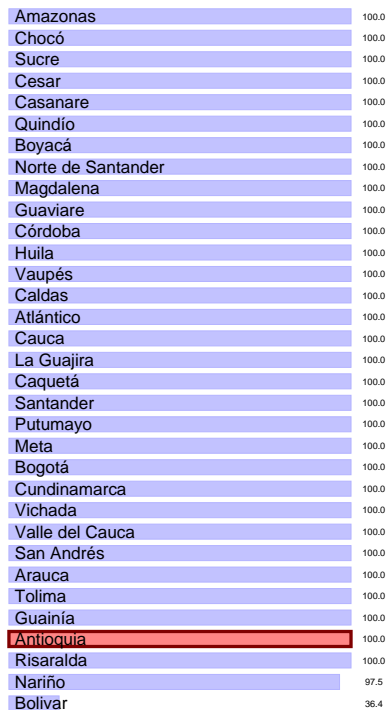 Amazonas 100.0
Chocó 100.0
Sucre 100.0
Cesar 100.0
Casanare 100.0
Quindío 100.0
Boyacá 100.0
Norte de Santander 100.0
Magdalena 100.0
Guaviare 100.0
Córdoba 100.0
Huila 100.0
Vaupés 100.0
Caldas 100.0
Atlántico 100.0
Cauca 100.0
La Guajira 100.0
Caquetá 100.0
Santander 100.0
Putumayo 100.0
Meta 100.0
Bogotá 100.0
Cundinamarca 100.0
Vichada 100.0
Valle del Cauca 100.0
San Andrés 100.0
Arauca 100.0
Tolima 100.0
Guainía 100.0
Antioquia 100.0
Risaralda 100.0
Nariño 97.5
Bolivar 36.4